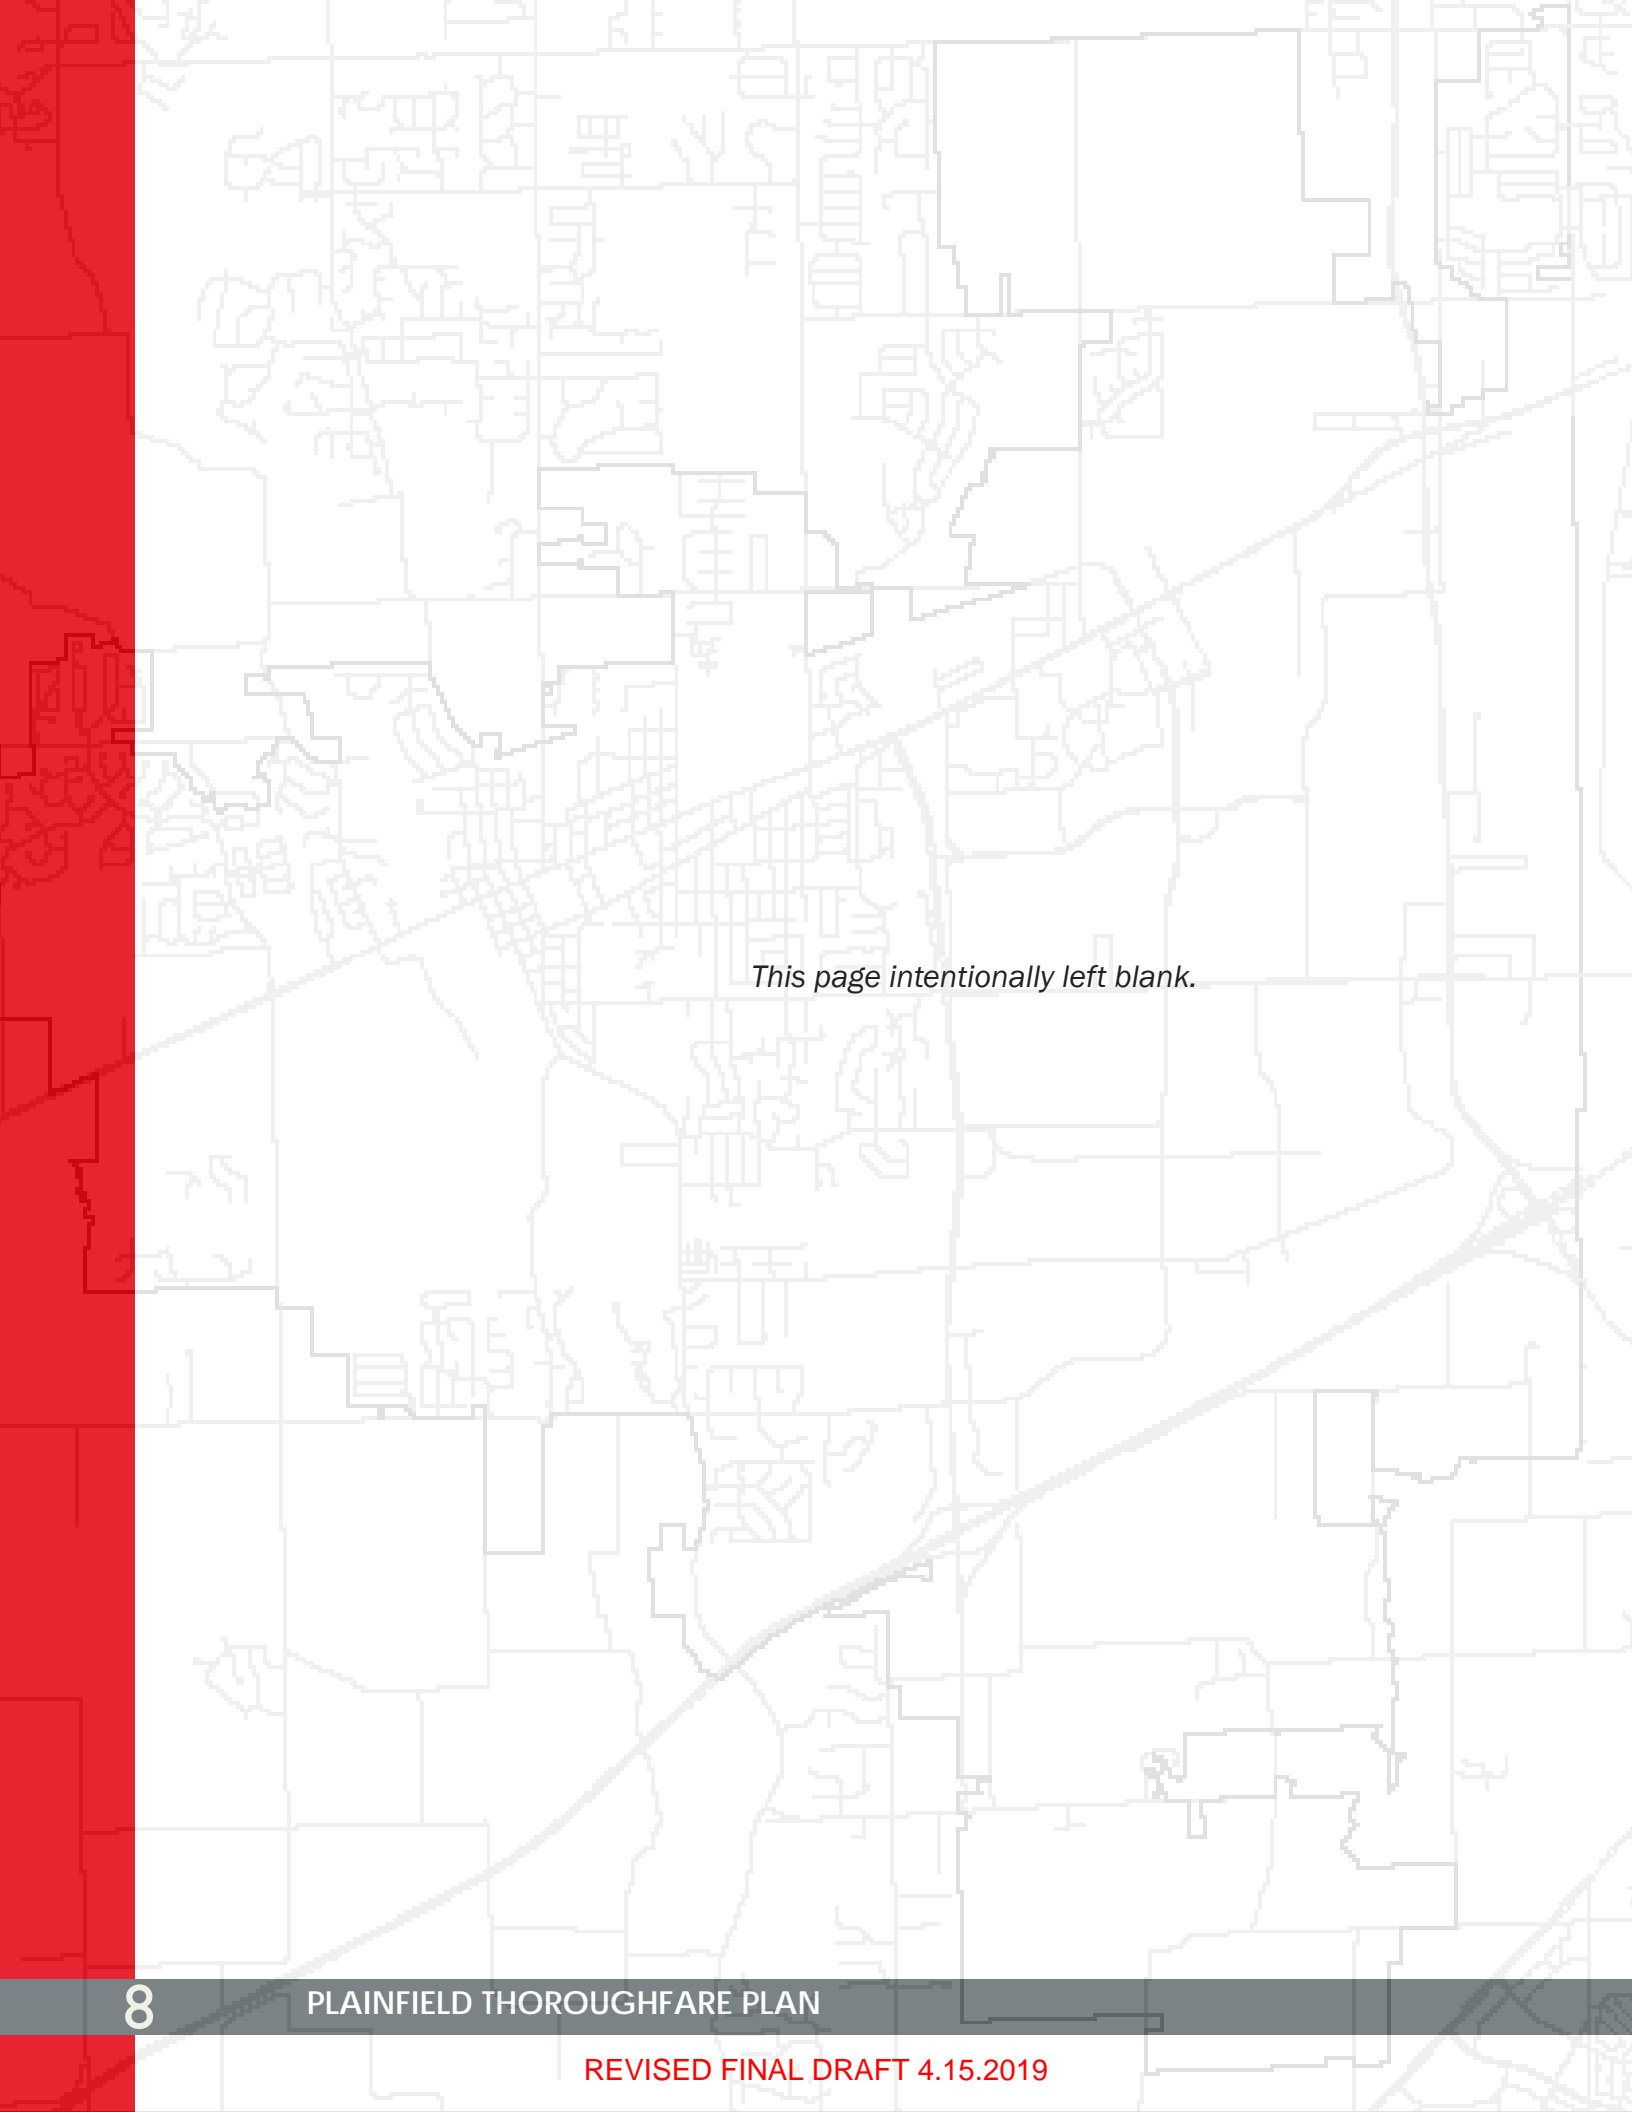 This page intentionally left blank.
8 PLAINFIELD THOROUGHFARE PLAN
REVISED FINAL DRAFT 4.15.2019